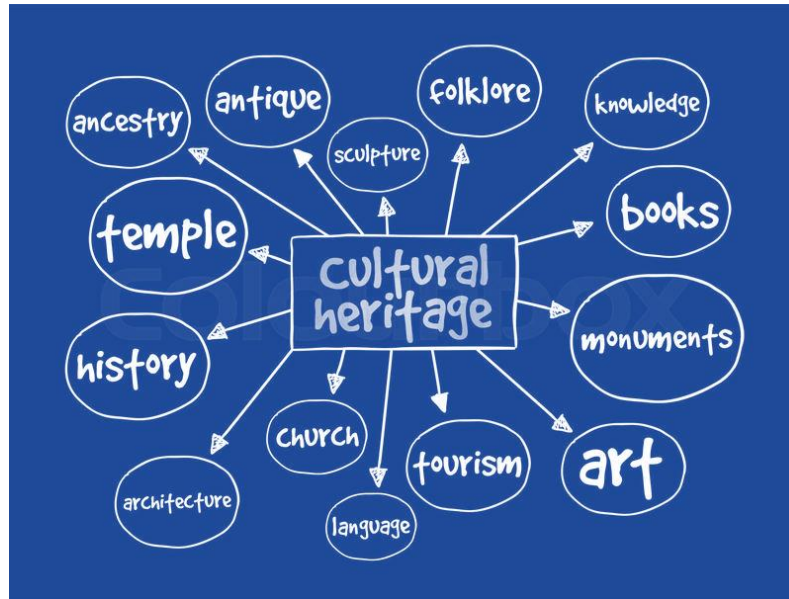 ancestry
antique
sculpture
folklore
knowledge
temple
books
cultural
heritage
history
monuments
architecture
church
language
tourism
art